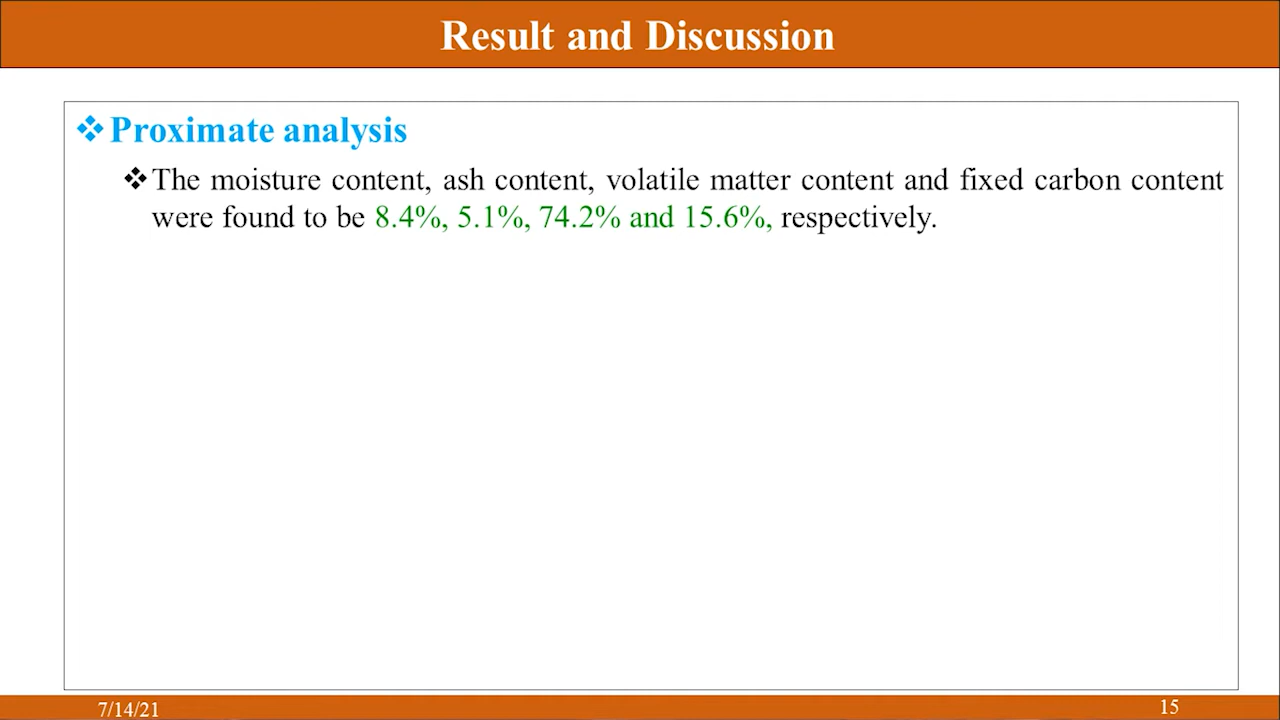 Result and Discussion
❖Proximate analysis
❖The moisture content, ash content, volatile matter content and fixed carbon content
were found to be 8.4%, 5.1%, 74.2% and 15.6%, respectively.
7/14/21
15